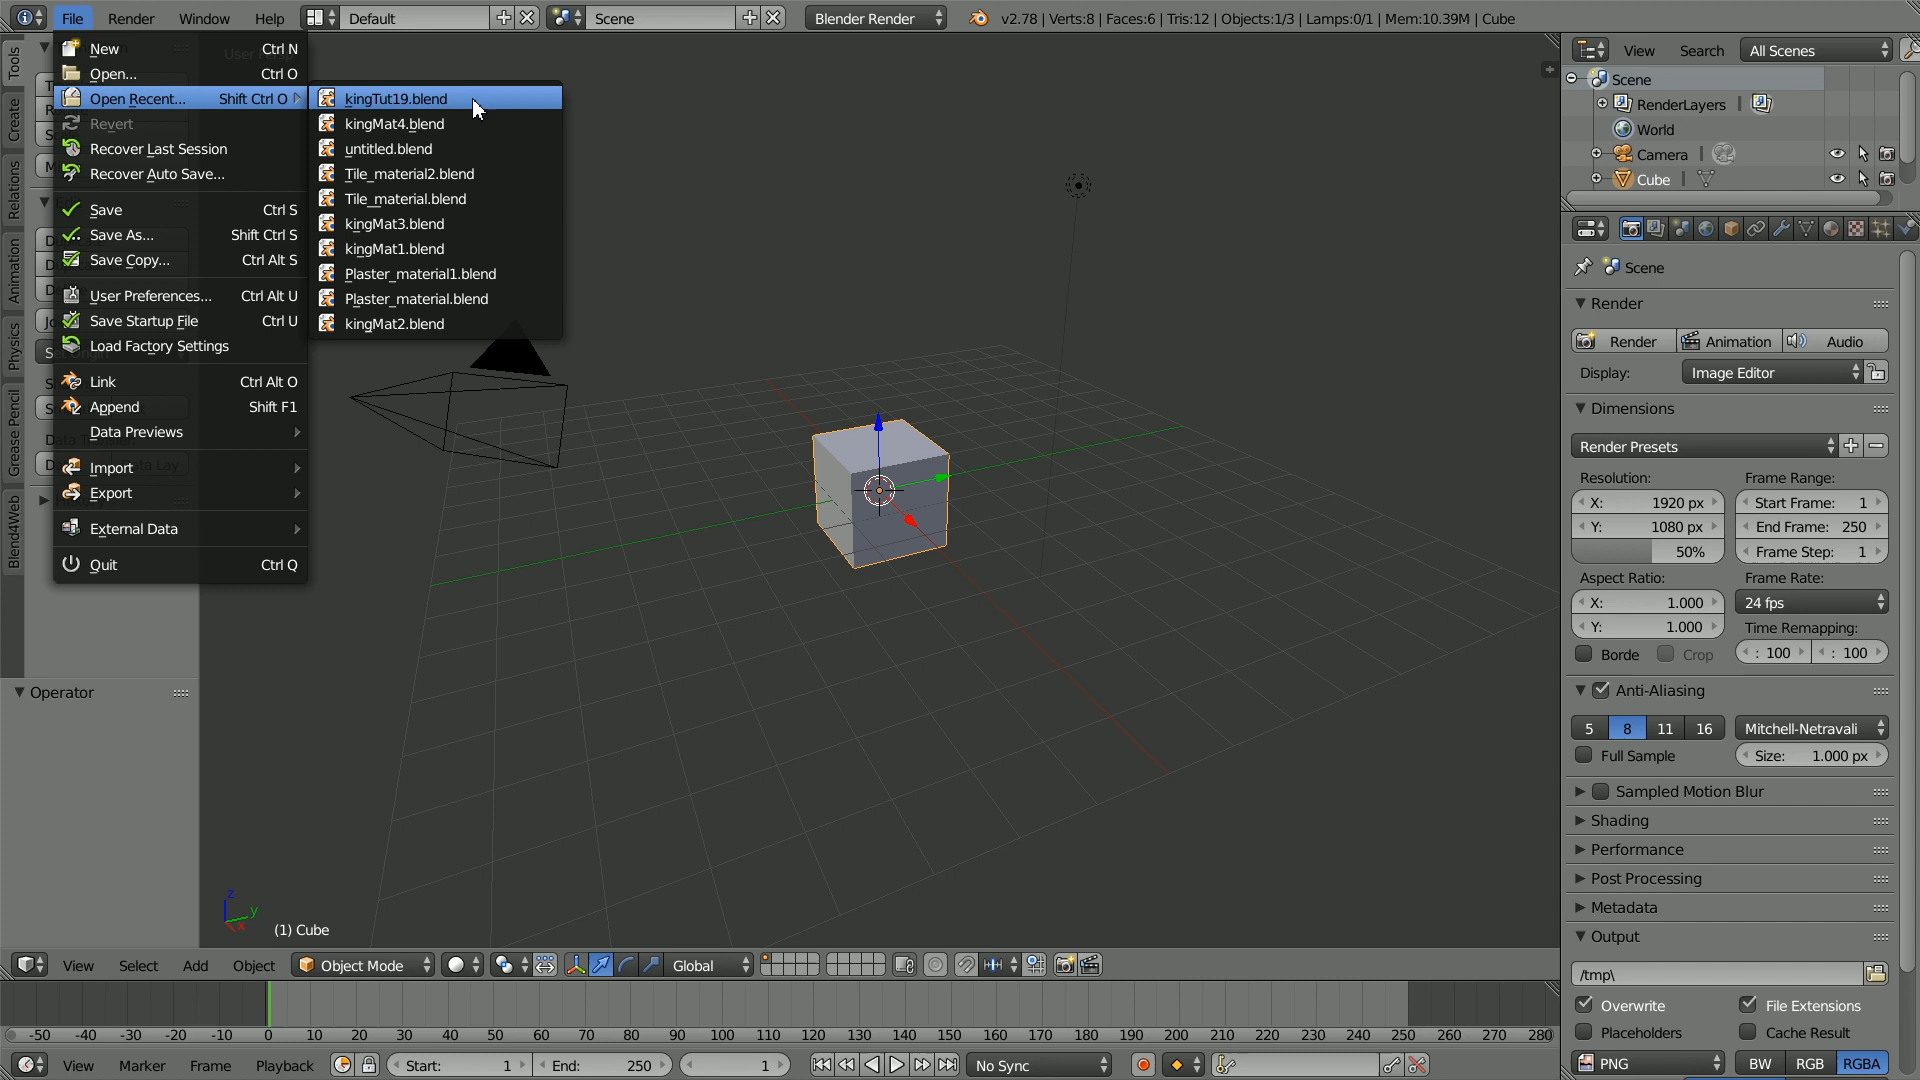 File Render Window Help Default Scene Blender Render v2.78 | Verts:8 | Faces:6 | Tris:12 | Objects:1/3 | Lamps:0/1 | Mem:10.39M | Cube
New Ctrl N
Open... Ctrl O
Open Recent... Shift Ctrl O
Revert
Recover Last Session
Recover Auto Save...
Save Ctrl S
Save As... Shift Ctrl S
Save Copy... Ctrl Alt S
User Preferences... Ctrl Alt U
Save Startup File Ctrl U
Load Factory Settings
Link Ctrl Alt O
Append Shift F1
Data Previews
Import
Export
External Data
Quit Ctrl Q
kingTut19.blend
kingMat4.blend
untitled.blend
Tile_material2.blend
Tile_material.blend
kingMat3.blend
kingMat1.blend
Plaster_material1.blend
Plaster_material.blend
kingMat2.blend
Tools
Create
Relations
Animation
Physics
Grease Pencil
Blend4Web
Operator
z
y
x
(1) Cube
View Search All Scenes
Scene
RenderLayers
World
Camera
Cube
Scene
Render
Render Animation Audio
Display: Image Editor
Dimensions
Render Presets
Resolution: Frame Range:
X: 1920 px Start Frame: 1
Y: 1080 px End Frame: 250
50% Frame Step: 1
Aspect Ratio: Frame Rate:
X: 1.000 24 fps
Y: 1.000 Time Remapping:
Borde Crop : 100 : 100
Anti-Aliasing
5 8 11 16 Mitchell-Netravali
Full Sample Size: 1.000 px
Sampled Motion Blur
Shading
Performance
Post Processing
Metadata
Output
/tmp\
Overwrite File Extensions
Placeholders Cache Result
PNG BW RGB RGBA
View Select Add Object Object Mode Global
-50 -40 -30 -20 -10 0 10 20 30 40 50 60 70 80 90 100 110 120 130 140 150 160 170 180 190 200 210 220 230 240 250 260 270 280
View Marker Frame Playback Start: 1 End: 250 1 No Sync